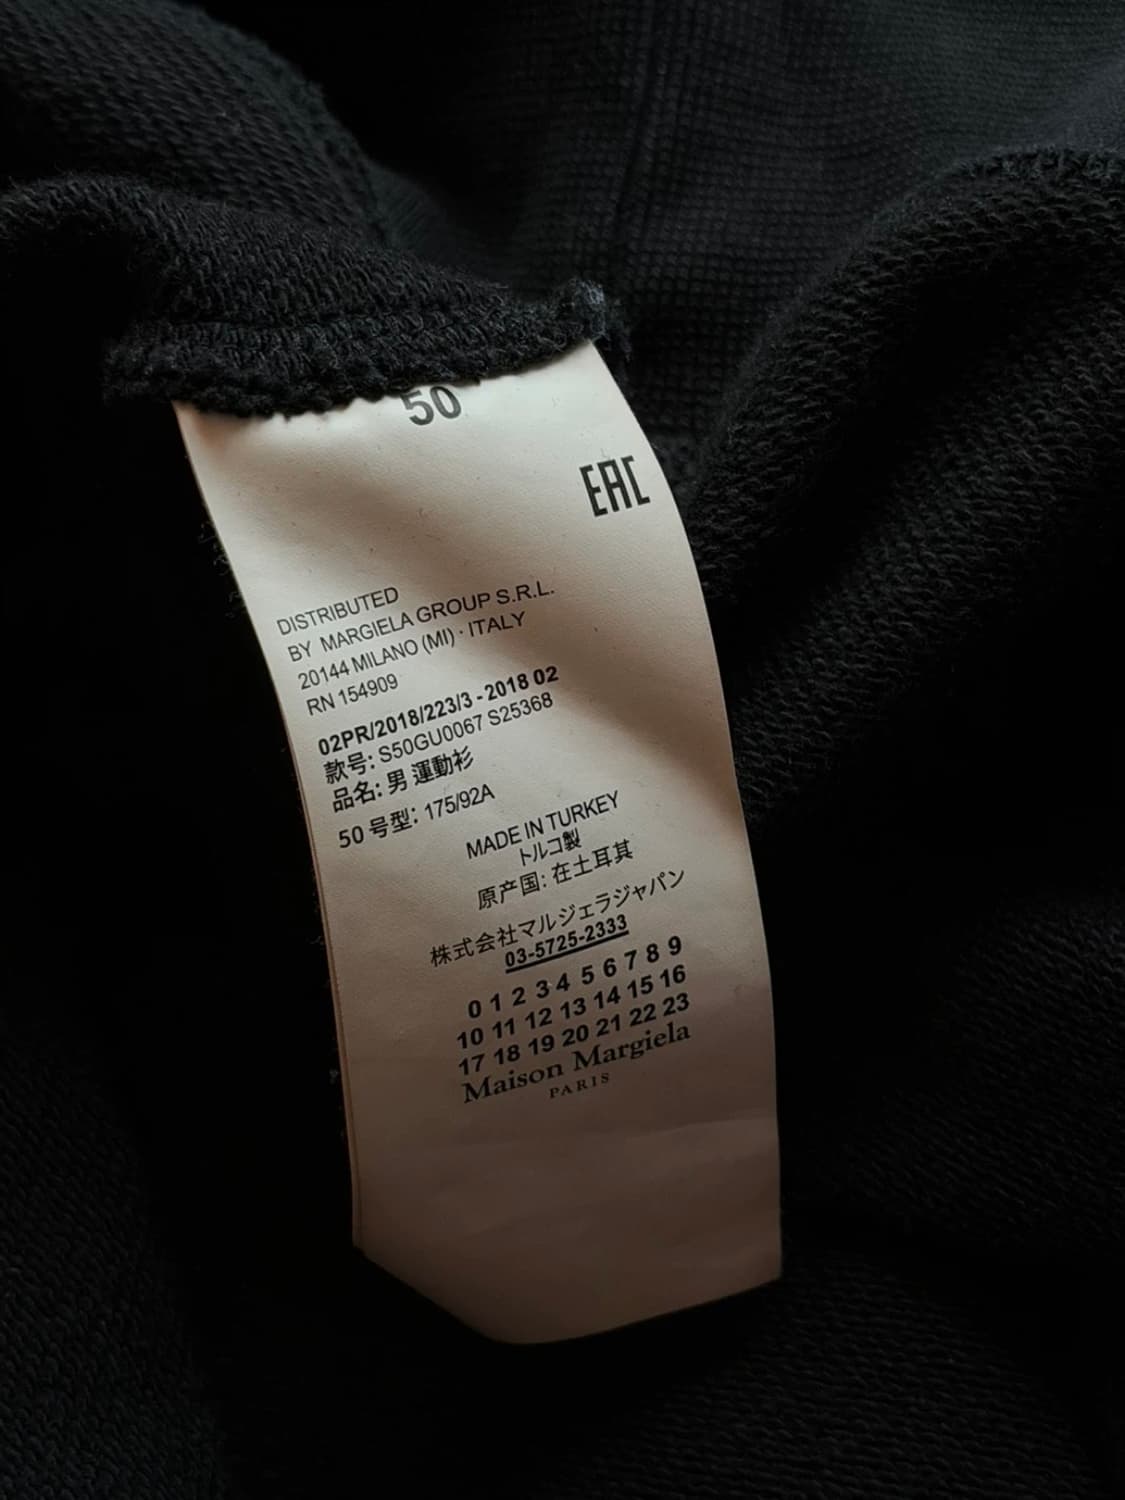 50
EAC
DISTRIBUTED
BY MARGIELA GROUP S.R.L.
20144 MILANO (MI) · ITALY
RN 154909
02PR/2018/223/3 - 2018 02
款号: S50GU0067 S25368
品名: 男 運動衫
50 号型: 175/92A
MADE IN TURKEY
トルコ製
原产国: 在土耳其
株式会社マルジェラジャパン
03-5725-2333
0 1 2 3 4 5 6 7 8 9
10 11 12 13 14 15 16
17 18 19 20 21 22 23
Maison Margiela
PARIS